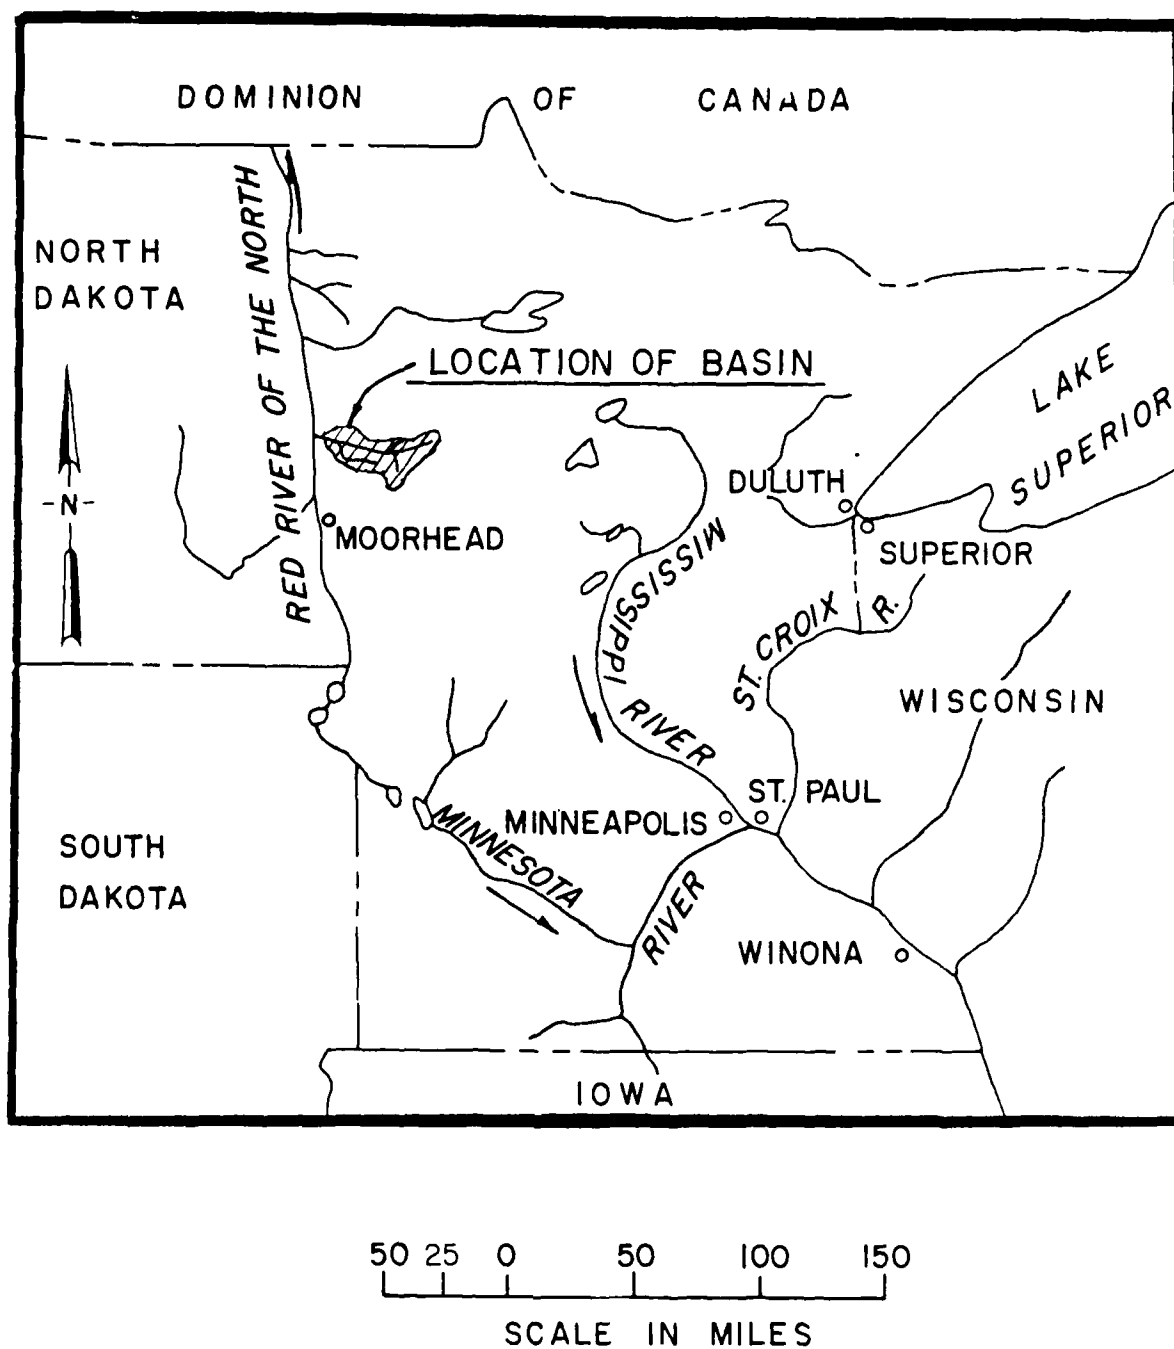 DOMINION OF CANADA
NORTH
DAKOTA
RED RIVER OF THE NORTH
LOCATION OF BASIN
LAKE
SUPERIOR
-N-
MOORHEAD
DULUTH
SUPERIOR
MISSISSIPPI
RIVER
ST. CROIX R.
WISCONSIN
ST. PAUL
MINNEAPOLIS
MINNESOTA
RIVER
SOUTH
DAKOTA
WINONA
IOWA
50 25 0 50 100 150
SCALE IN MILES